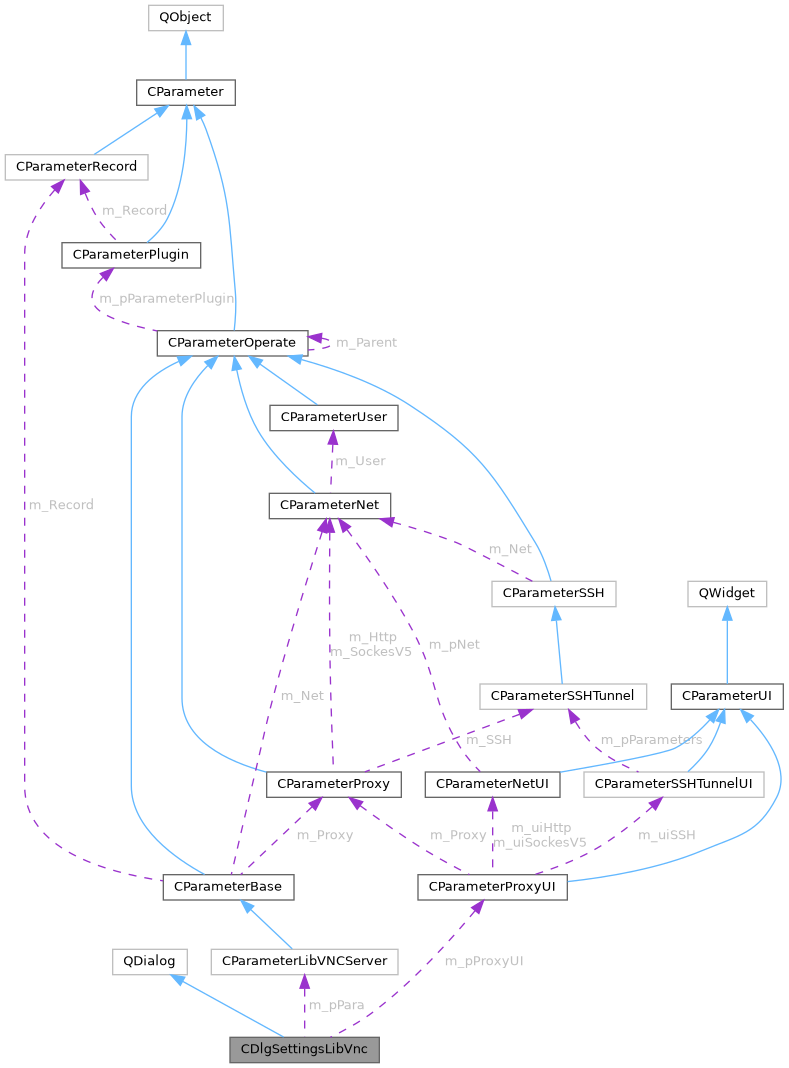 QObject
CParameter
CParameterRecord
m_Record
CParameterPlugin
m_pParameterPlugin
CParameterOperate
m_Parent
CParameterUser
m_User
m_Record
CParameterNet
m_Net
CParameterSSH
QWidget
m_Http
m_SockesV5
m_pNet
m_Net
CParameterSSHTunnel
CParameterUI
m_SSH
m_pParameters
CParameterProxy
CParameterNetUI
CParameterSSHTunnelUI
m_Proxy
m_Proxy
m_uiHttp
m_uiSockesV5
m_uiSSH
CParameterBase
CParameterProxyUI
QDialog
CParameterLibVNCServer
m_pProxyUI
m_pPara
CDlgSettingsLibVnc